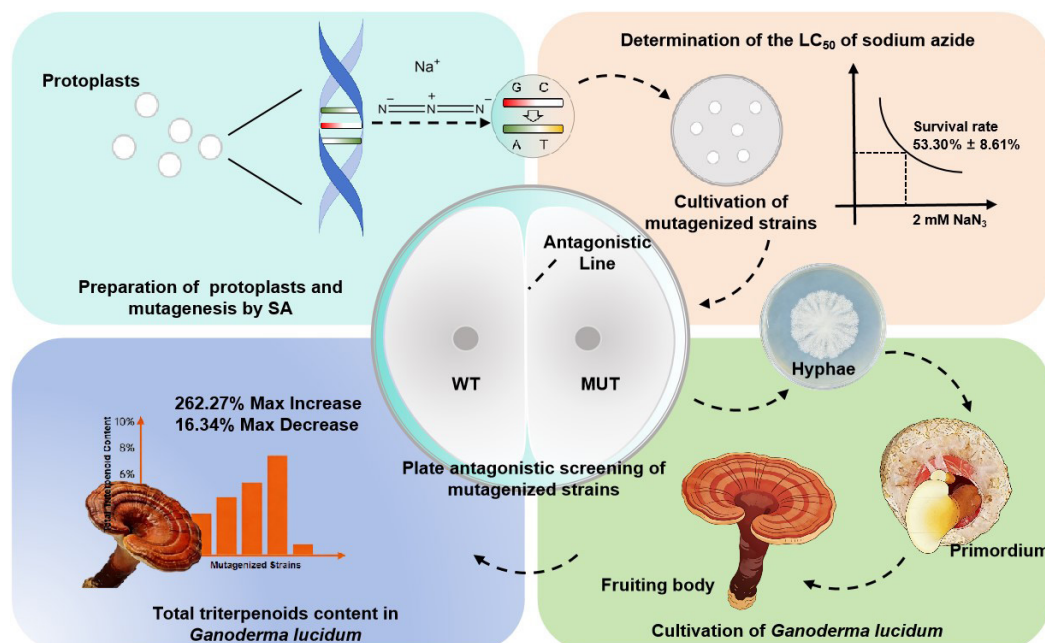 Protoplasts
Na⁺
N⁻
N⁺
N⁻
G C
A T
Preparation of protoplasts and
mutagenesis by SA
Determination of the LC₅₀ of sodium azide
Survival rate
53.30% ± 8.61%
2 mM NaN₃
Cultivation of
mutagenized strains
Antagonistic
Line
WT
MUT
Plate antagonistic screening of
mutagenized strains
Hyphae
Primordium
Fruiting body
Cultivation of Ganoderma lucidum
262.27% Max Increase
16.34% Max Decrease
10%
8%
6%
Triterpenoid Content
Mutagenized Strains
Total triterpenoids content in
Ganoderma lucidum